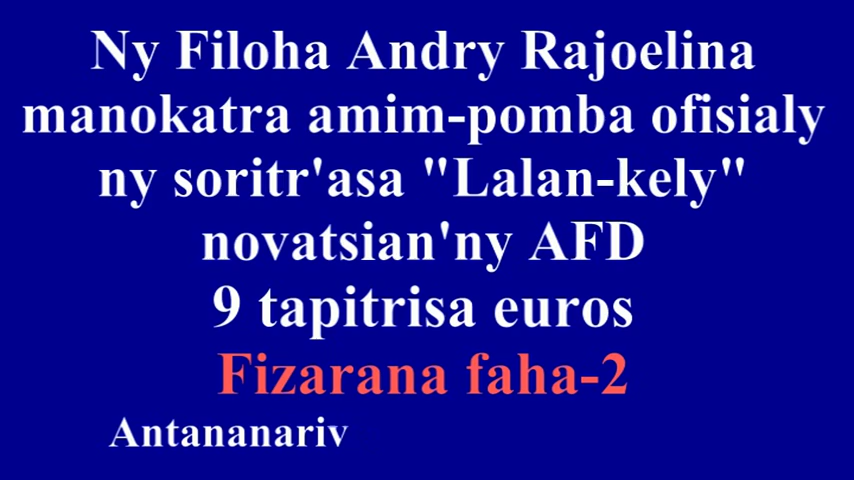 Ny Filoha Andry Rajoelina
manokatra amim-pomba ofisialy
ny soritr'asa "Lalan-kely"
novatsian'ny AFD
9 tapitrisa euros
Fizarana faha-2
Antananariv